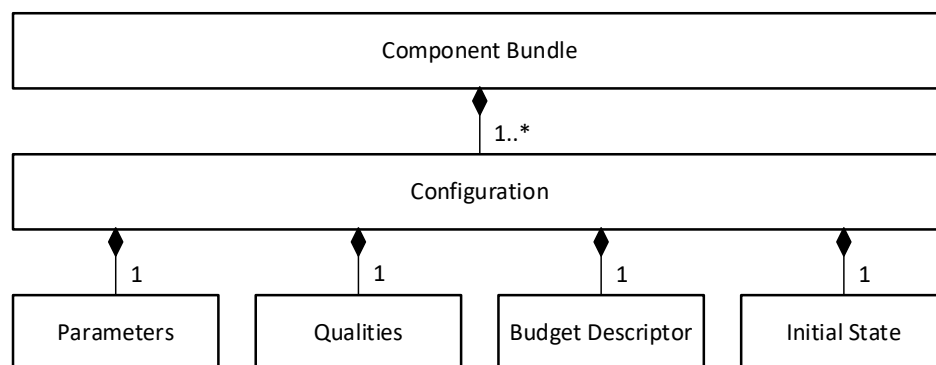 Component Bundle
1..*
Configuration
1 1 1 1
Parameters Qualities Budget Descriptor Initial State